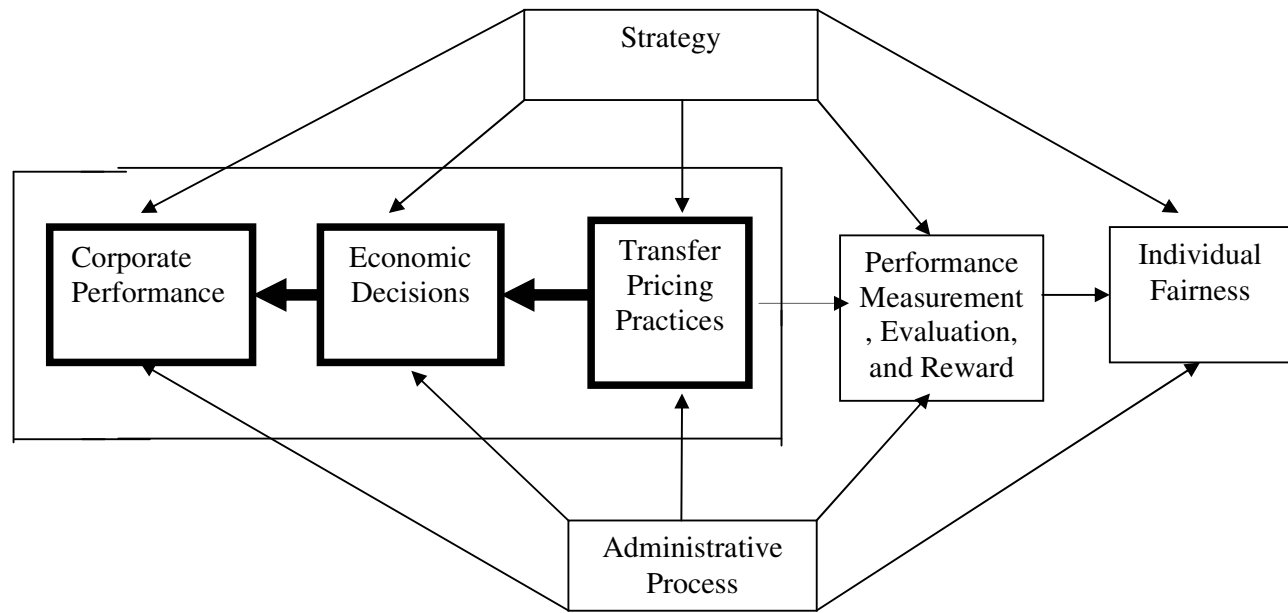 Strategy
Corporate
Performance
Economic
Decisions
Transfer
Pricing
Practices
Performance
Measurement
, Evaluation,
and Reward
Individual
Fairness
Administrative
Process